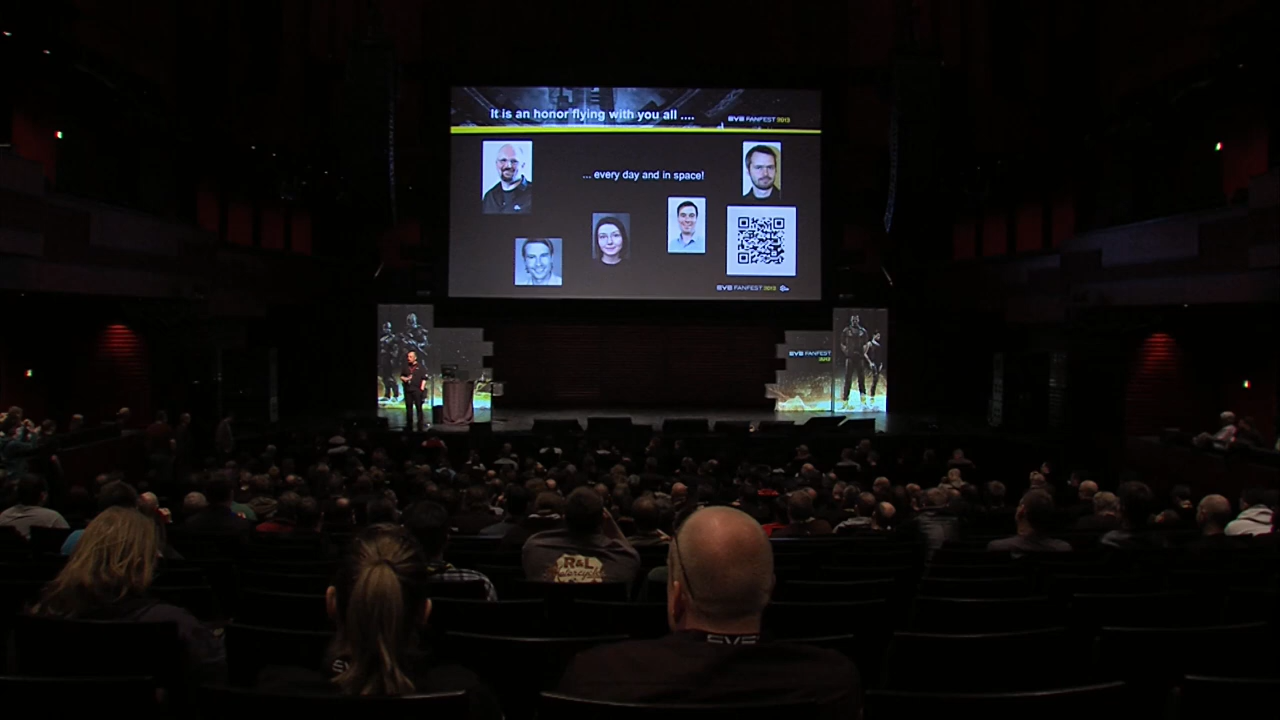 It is an honor flying with you all ....
EVE FANFEST 2013
... every day and in space!
EVE FANFEST 2013
EVE FANFEST
2013
R&L
Motorcycle
EVE